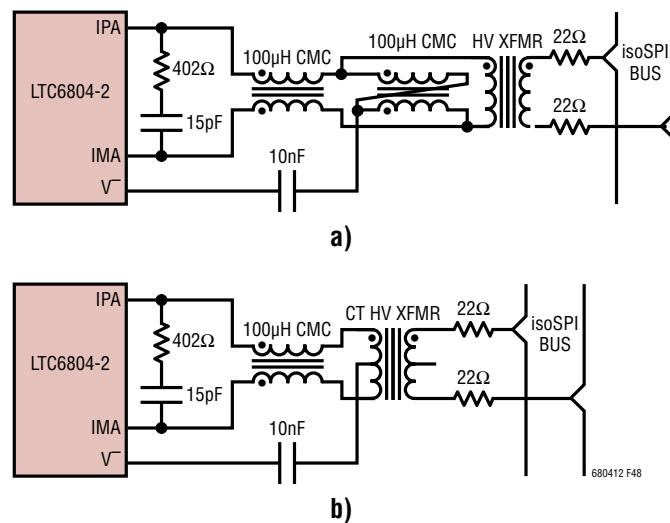 IPA
100µH CMC
100µH CMC
HV XFMR
22Ω
isoSPI
BUS
402Ω
LTC6804-2
15pF
22Ω
IMA
10nF
V–
a)
IPA
100µH CMC
CT HV XFMR
22Ω
isoSPI
BUS
402Ω
LTC6804-2
15pF
22Ω
IMA
10nF
V–
680412 F48
b)